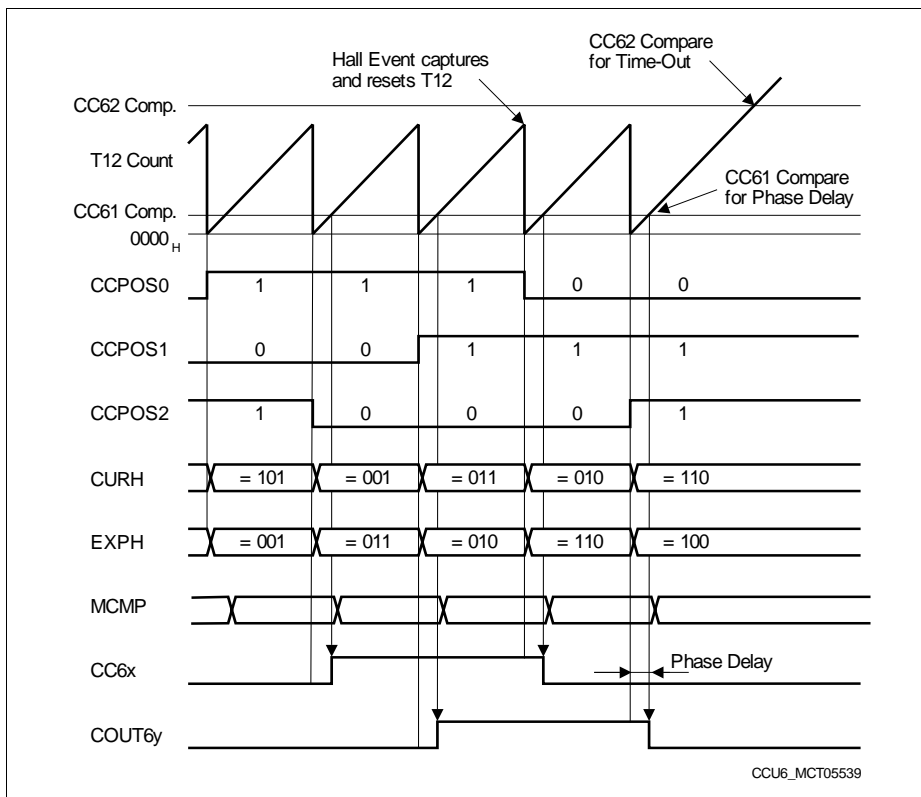 CC62 Compare
for Time-Out
Hall Event captures
and resets T12
CC62 Comp.
T12 Count
CC61 Compare
for Phase Delay
CC61 Comp.
0000 H
CCPOS0 1 1 1 0 0
CCPOS1 0 0 1 1 1
CCPOS2 1 0 0 0 1
CURH = 101 = 001 = 011 = 010 = 110
EXPH = 001 = 011 = 010 = 110 = 100
MCMP
CC6x Phase Delay
COUT6y
CCU6_MCT05539